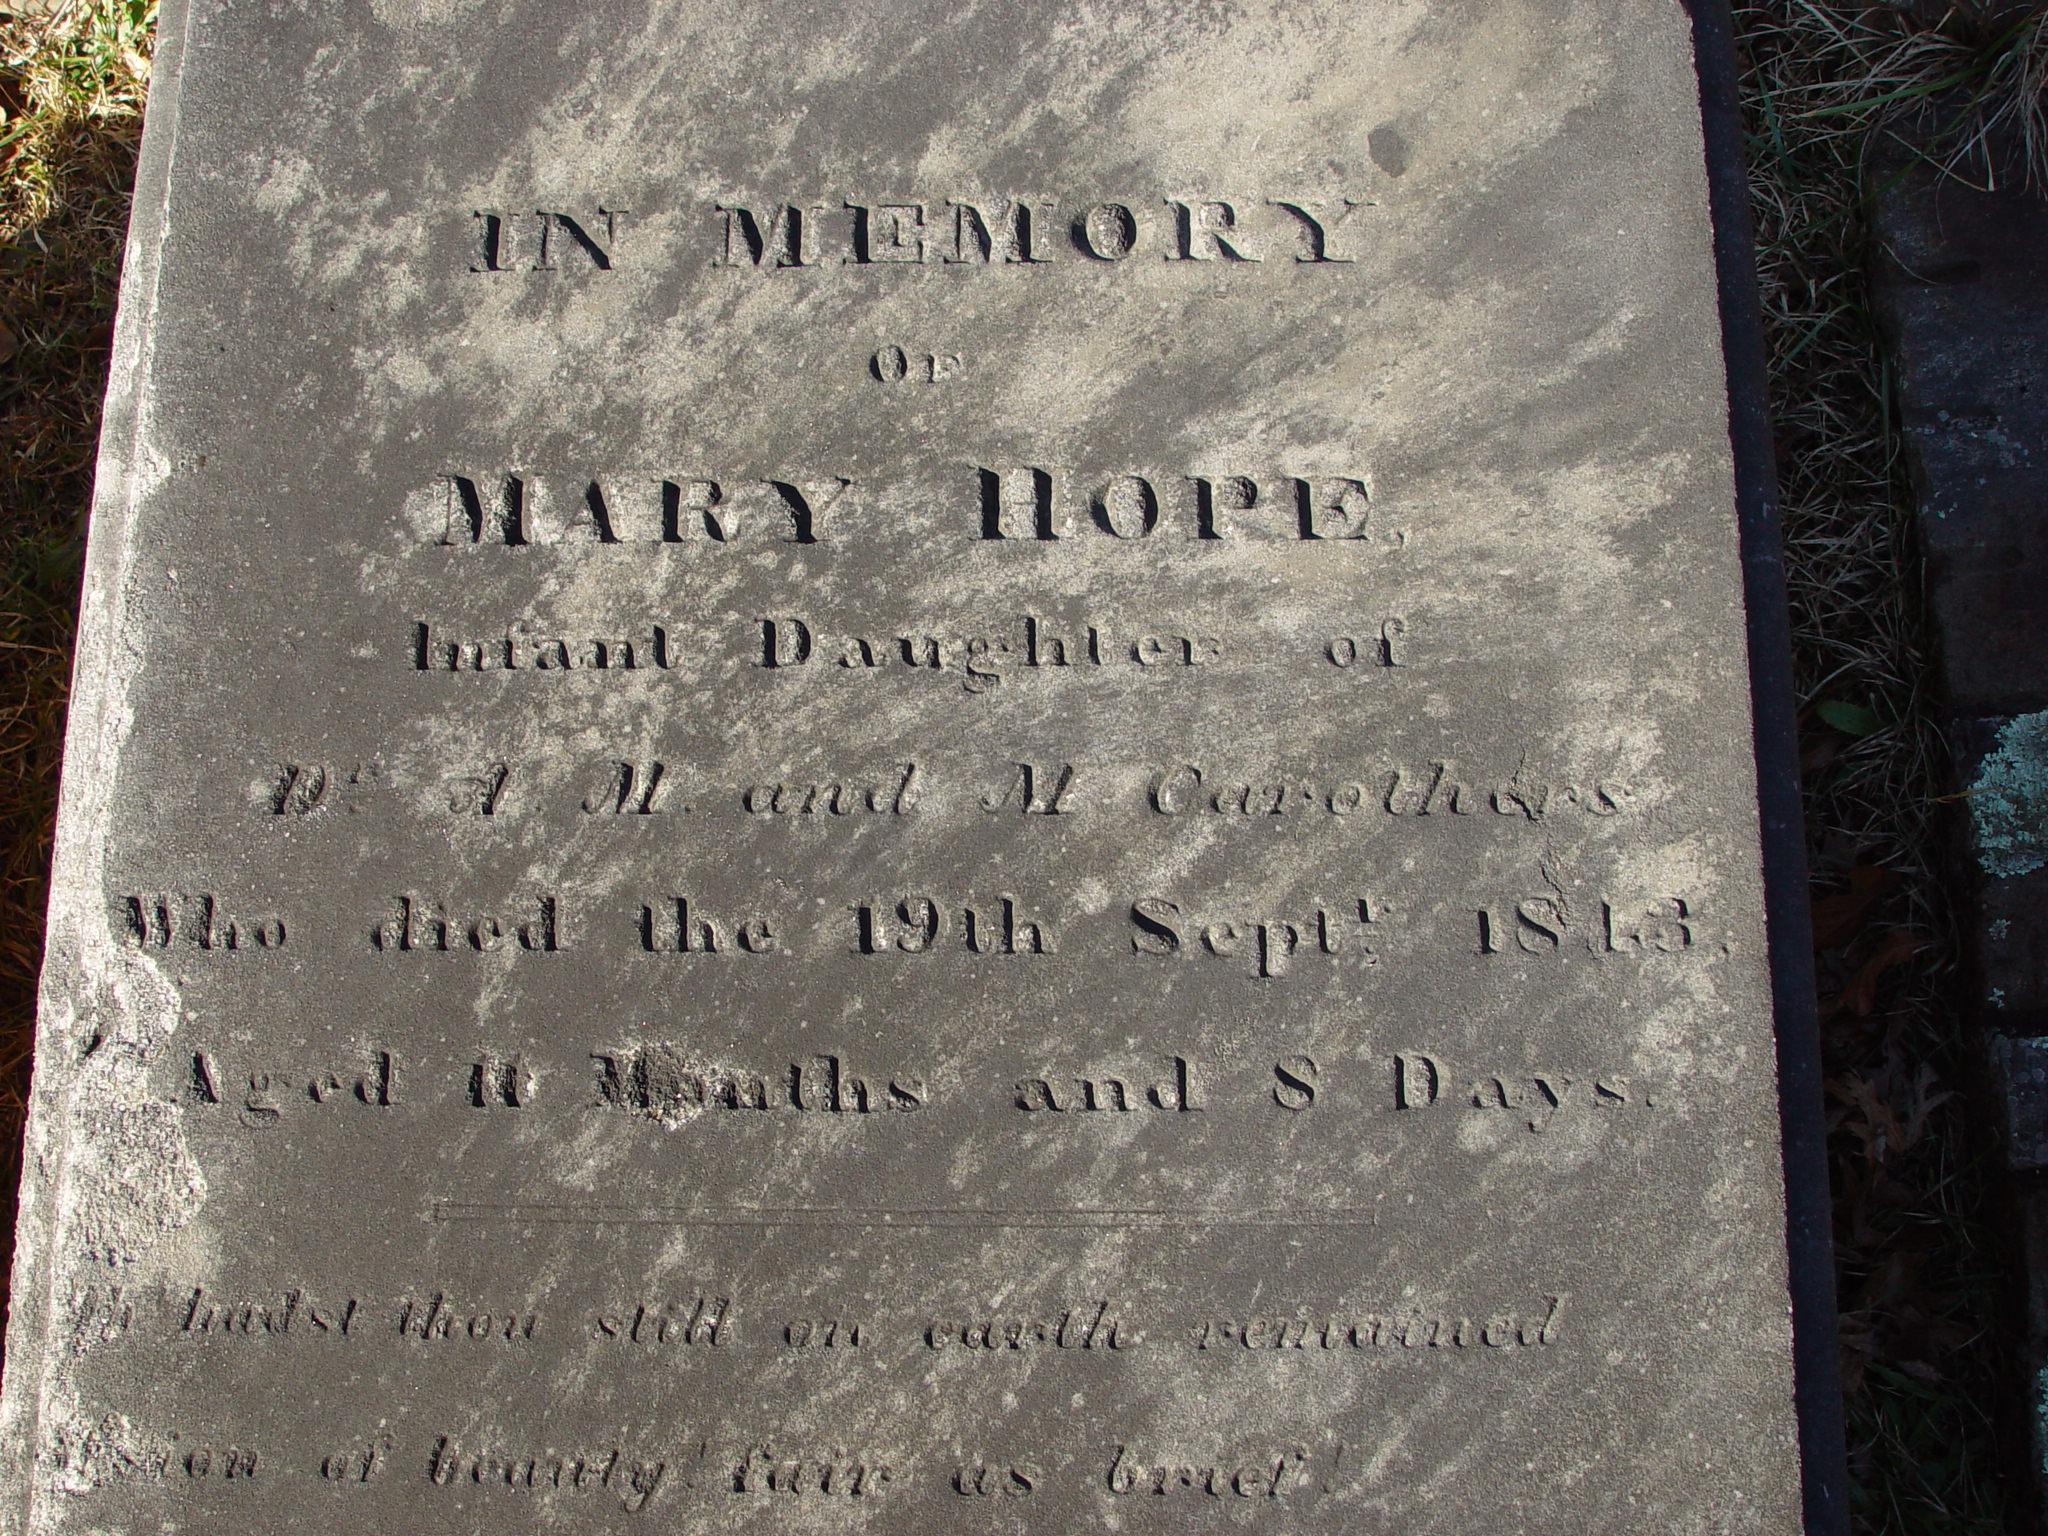 IN MEMORY
OF
MARY HOPE,
Infant Daughter of
Dr. A. M. and M Carothers
Who died the 19th Septr. 1843.
Aged 11 Months and 8 Days.
hadst thou still on earth remained
of beauty! fair as brief!